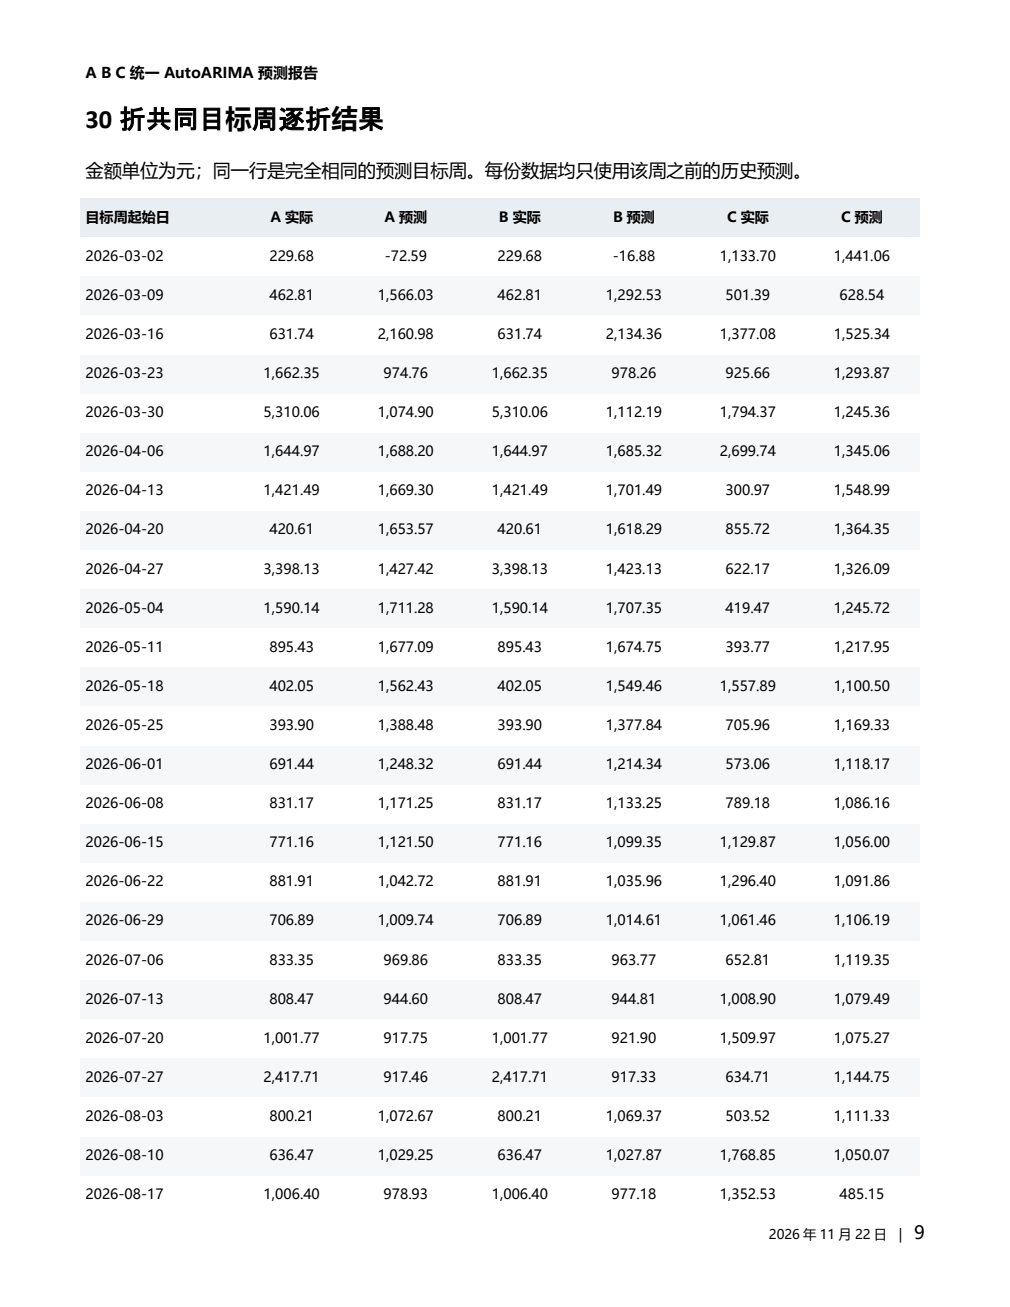 A B C 统一 AutoARIMA 预测报告
30 折共同目标周逐折结果
金额单位为元；同一行是完全相同的预测目标周。每份数据均只使用该周之前的历史预测。
目标周起始日 A 实际 A 预测 B 实际 B 预测 C 实际 C 预测
2026-03-02 229.68 -72.59 229.68 -16.88 1,133.70 1,441.06
2026-03-09 462.81 1,566.03 462.81 1,292.53 501.39 628.54
2026-03-16 631.74 2,160.98 631.74 2,134.36 1,377.08 1,525.34
2026-03-23 1,662.35 974.76 1,662.35 978.26 925.66 1,293.87
2026-03-30 5,310.06 1,074.90 5,310.06 1,112.19 1,794.37 1,245.36
2026-04-06 1,644.97 1,688.20 1,644.97 1,685.32 2,699.74 1,345.06
2026-04-13 1,421.49 1,669.30 1,421.49 1,701.49 300.97 1,548.99
2026-04-20 420.61 1,653.57 420.61 1,618.29 855.72 1,364.35
2026-04-27 3,398.13 1,427.42 3,398.13 1,423.13 622.17 1,326.09
2026-05-04 1,590.14 1,711.28 1,590.14 1,707.35 419.47 1,245.72
2026-05-11 895.43 1,677.09 895.43 1,674.75 393.77 1,217.95
2026-05-18 402.05 1,562.43 402.05 1,549.46 1,557.89 1,100.50
2026-05-25 393.90 1,388.48 393.90 1,377.84 705.96 1,169.33
2026-06-01 691.44 1,248.32 691.44 1,214.34 573.06 1,118.17
2026-06-08 831.17 1,171.25 831.17 1,133.25 789.18 1,086.16
2026-06-15 771.16 1,121.50 771.16 1,099.35 1,129.87 1,056.00
2026-06-22 881.91 1,042.72 881.91 1,035.96 1,296.40 1,091.86
2026-06-29 706.89 1,009.74 706.89 1,014.61 1,061.46 1,106.19
2026-07-06 833.35 969.86 833.35 963.77 652.81 1,119.35
2026-07-13 808.47 944.60 808.47 944.81 1,008.90 1,079.49
2026-07-20 1,001.77 917.75 1,001.77 921.90 1,509.97 1,075.27
2026-07-27 2,417.71 917.46 2,417.71 917.33 634.71 1,144.75
2026-08-03 800.21 1,072.67 800.21 1,069.37 503.52 1,111.33
2026-08-10 636.47 1,029.25 636.47 1,027.87 1,768.85 1,050.07
2026-08-17 1,006.40 978.93 1,006.40 977.18 1,352.53 485.15
2026 年 11 月 22 日 | 9